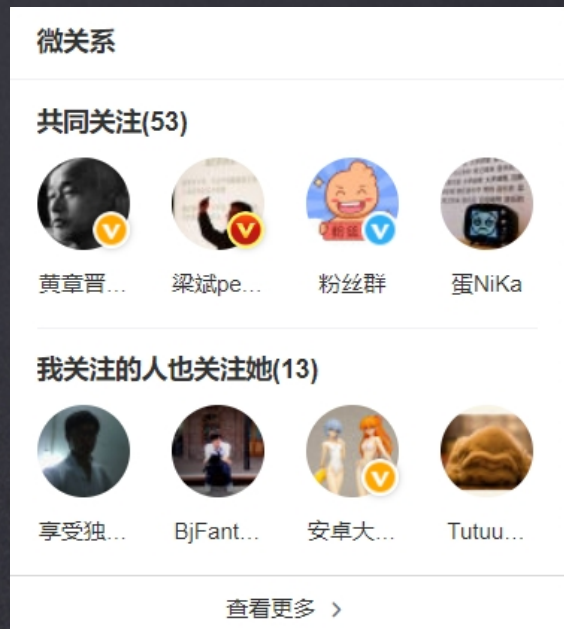 微关系
共同关注(53)
黄章晋... 梁斌pe... 粉丝群 蛋NiKa
我关注的人也关注她(13)
享受独... BjFant... 安卓大... Tutuu...
查看更多 >